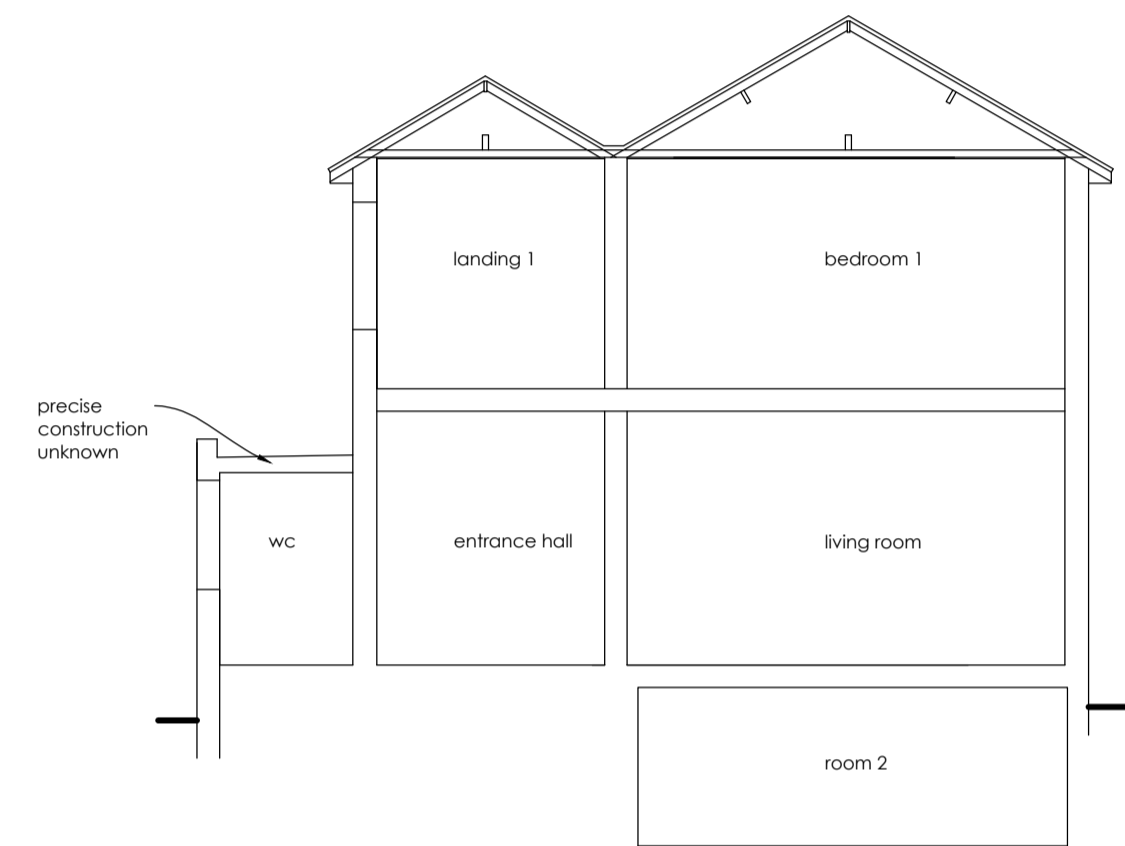 landing 1
bedroom 1
precise
construction
unknown
wc
entrance hall
living room
room 2